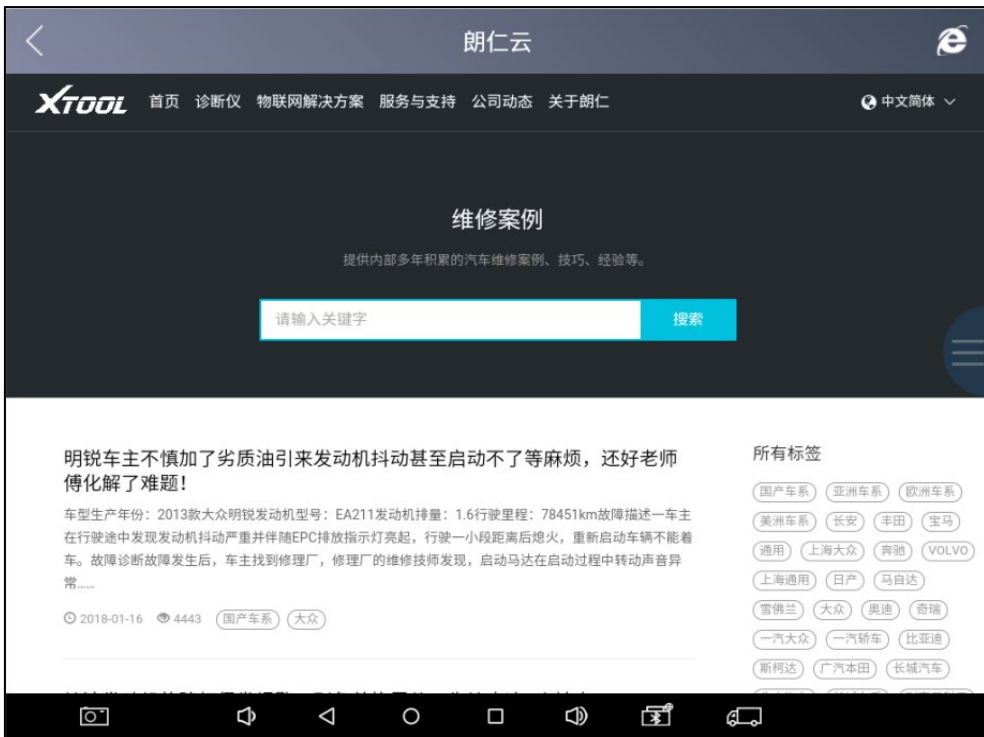 朗仁云
XTOOL 首页 诊断仪 物联网解决方案 服务与支持 公司动态 关于朗仁 中文简体
维修案例
提供内部多年积累的汽车维修案例、技巧、经验等。
请输入关键字 搜索
明锐车主不慎加了劣质油引来发动机抖动甚至启动不了等麻烦，还好老师
傅化解了难题！
车型生产年份：2013款大众明锐发动机型号：EA211发动机排量：1.6行驶里程：78451km故障描述一车主
在行驶途中发现发动机抖动严重并伴随EPC排放指示灯亮起，行驶一小段距离后熄火，重新启动车辆不能着
车。故障诊断故障发生后，车主找到修理厂，修理厂的维修技师发现，启动马达在启动过程中转动声音异
常……
2018-01-16 4443 国产车系 大众
所有标签
国产车系 亚洲车系 欧洲车系
美洲车系 长安 丰田 宝马
通用 上海大众 奔驰 VOLVO
上海通用 日产 马自达
雪佛兰 大众 奥迪 奇瑞
一汽大众 一汽轿车 比亚迪
斯柯达 广汽本田 长城汽车